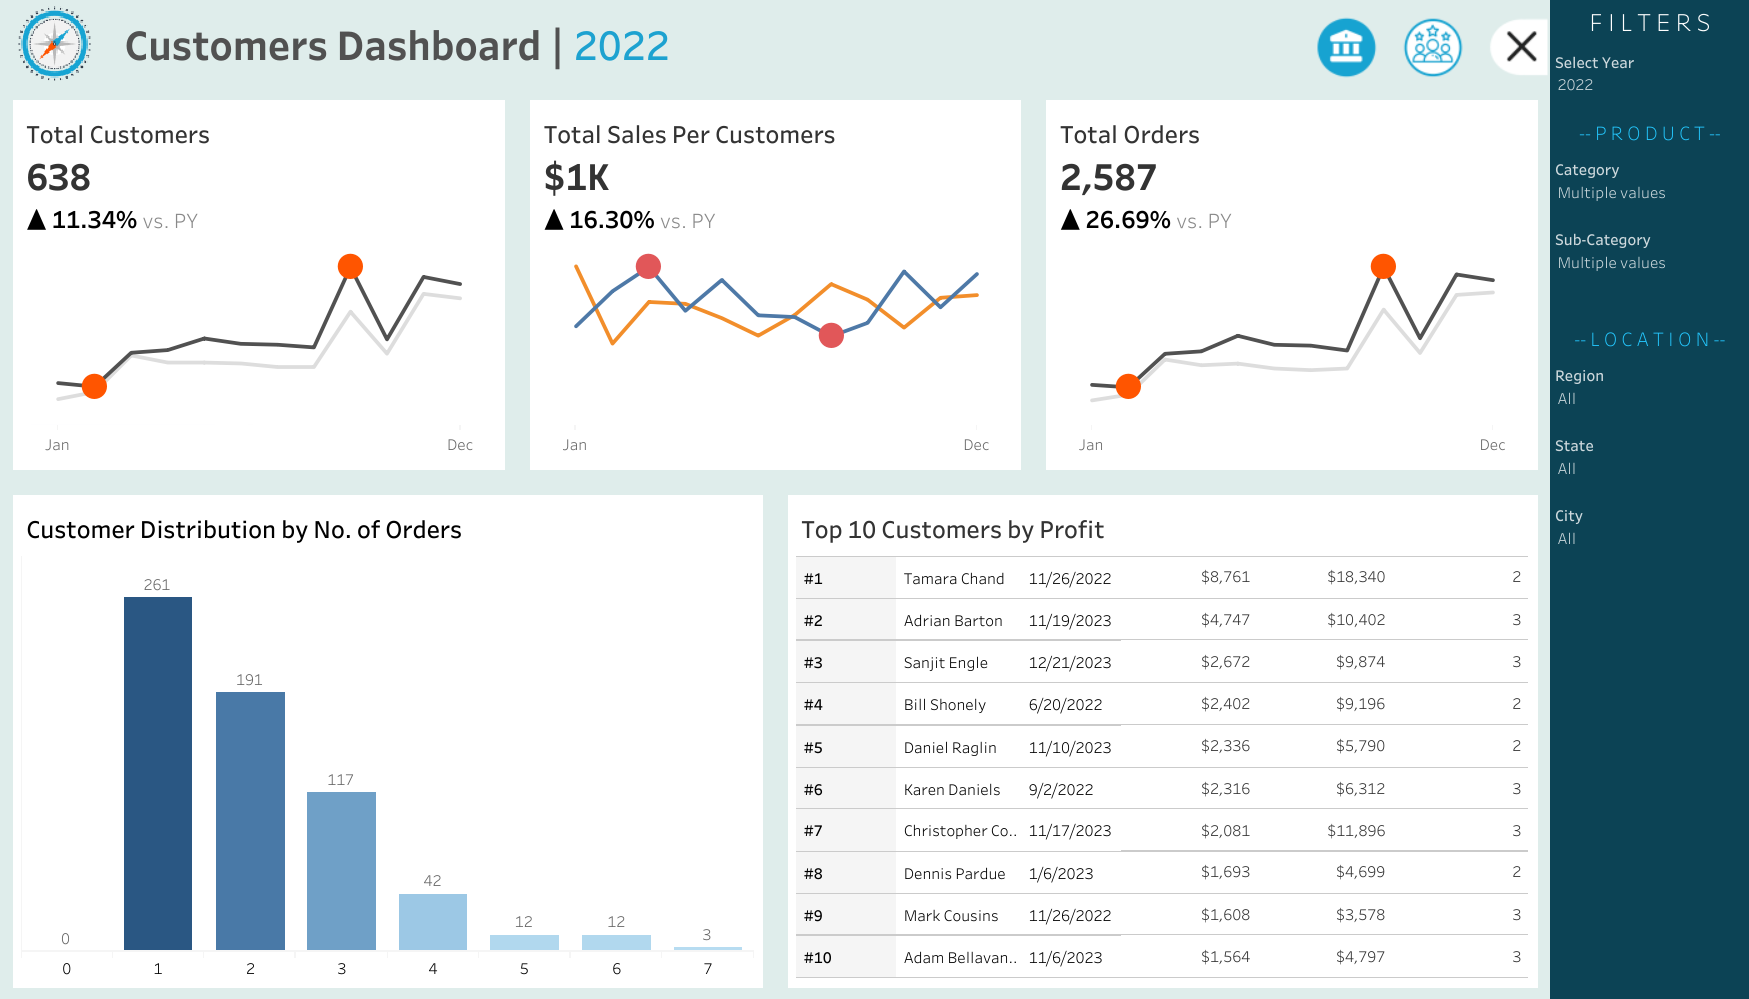 Customers Dashboard | 2022
Total Customers
638
▲ 11.34% vs. PY
Jan Dec
Total Sales Per Customers
$1K
▲ 16.30% vs. PY
Jan Dec
Total Orders
2,587
▲ 26.69% vs. PY
Jan Dec
Customer Distribution by No. of Orders
0 261 191 117 42 12 12 3
0 1 2 3 4 5 6 7
Top 10 Customers by Profit
#1 Tamara Chand 11/26/2022 $8,761 $18,340 2
#2 Adrian Barton 11/19/2023 $4,747 $10,402 3
#3 Sanjit Engle 12/21/2023 $2,672 $9,874 3
#4 Bill Shonely 6/20/2022 $2,402 $9,196 2
#5 Daniel Raglin 11/10/2023 $2,336 $5,790 2
#6 Karen Daniels 9/2/2022 $2,316 $6,312 3
#7 Christopher Co.. 11/17/2023 $2,081 $11,896 3
#8 Dennis Pardue 1/6/2023 $1,693 $4,699 2
#9 Mark Cousins 11/26/2022 $1,608 $3,578 3
#10 Adam Bellavan.. 11/6/2023 $1,564 $4,797 3
FILTERS
Select Year
2022
--PRODUCT--
Category
Multiple values
Sub-Category
Multiple values
--LOCATION--
Region
All
State
All
City
All